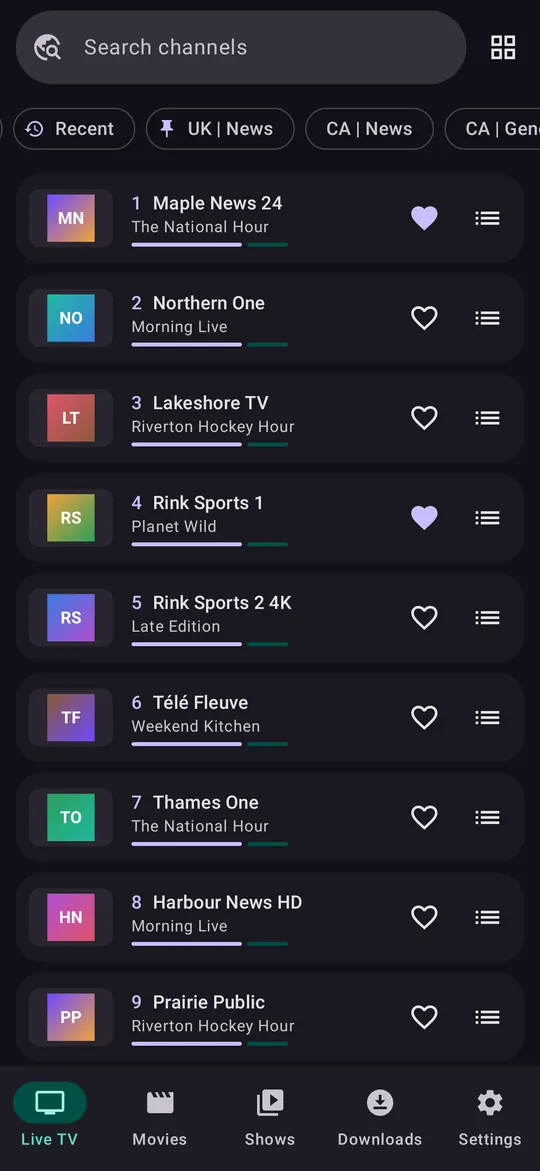 Search channels
Recent
UK | News
CA | News
CA | Gen
MN
1 Maple News 24
The National Hour
NO
2 Northern One
Morning Live
LT
3 Lakeshore TV
Riverton Hockey Hour
RS
4 Rink Sports 1
Planet Wild
RS
5 Rink Sports 2 4K
Late Edition
TF
6 Télé Fleuve
Weekend Kitchen
TO
7 Thames One
The National Hour
HN
8 Harbour News HD
Morning Live
PP
9 Prairie Public
Riverton Hockey Hour
Live TV
Movies
Shows
Downloads
Settings